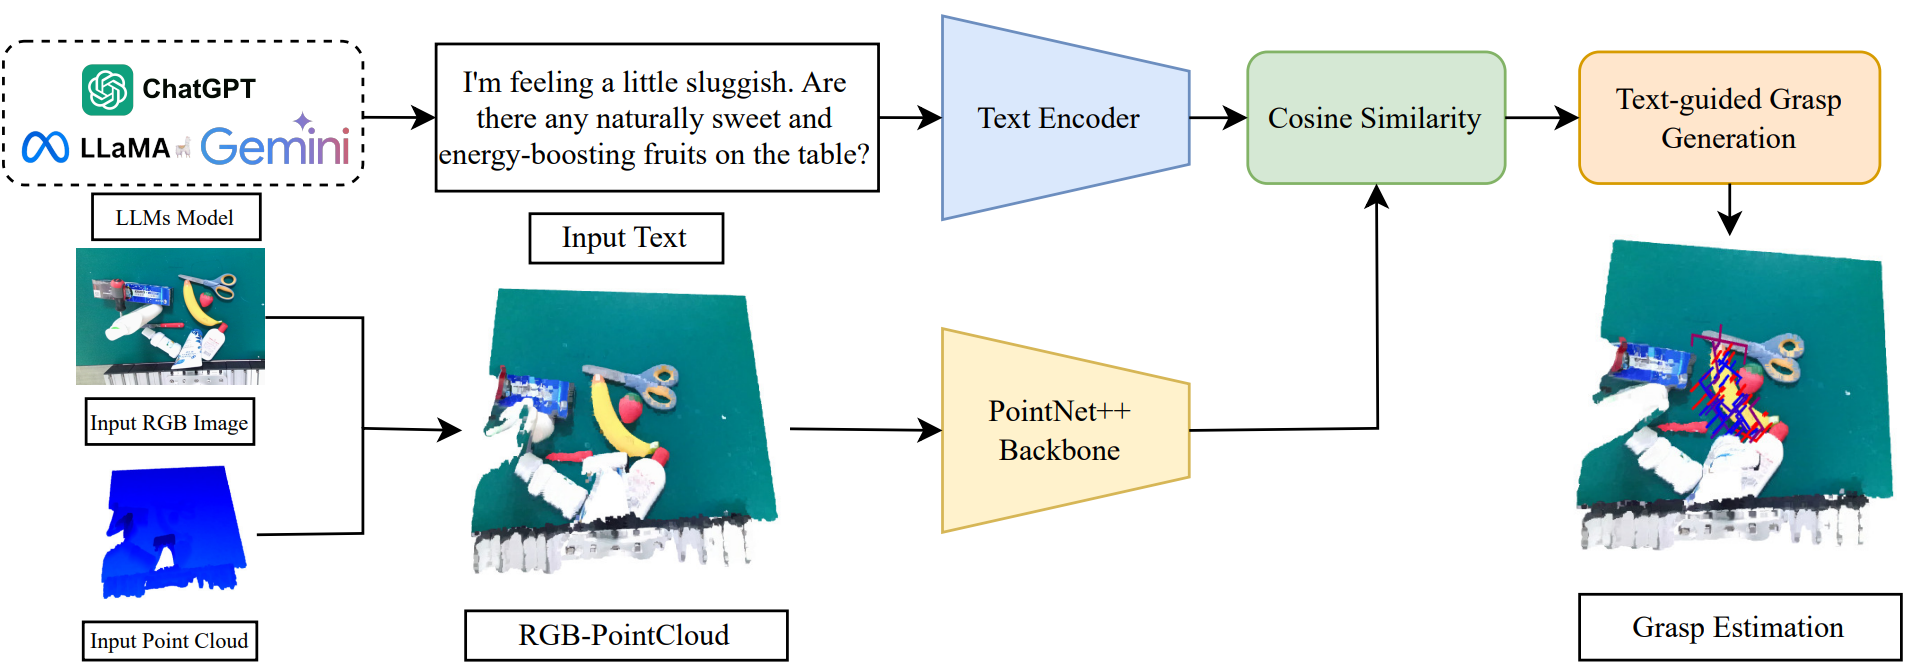 ChatGPT
LLaMA
Gemini
LLMs Model
I'm feeling a little sluggish. Are
there any naturally sweet and
energy-boosting fruits on the table?
Input Text
Text Encoder
Cosine Similarity
Text-guided Grasp
Generation
Input RGB Image
Input Point Cloud
RGB-PointCloud
PointNet++
Backbone
Grasp Estimation